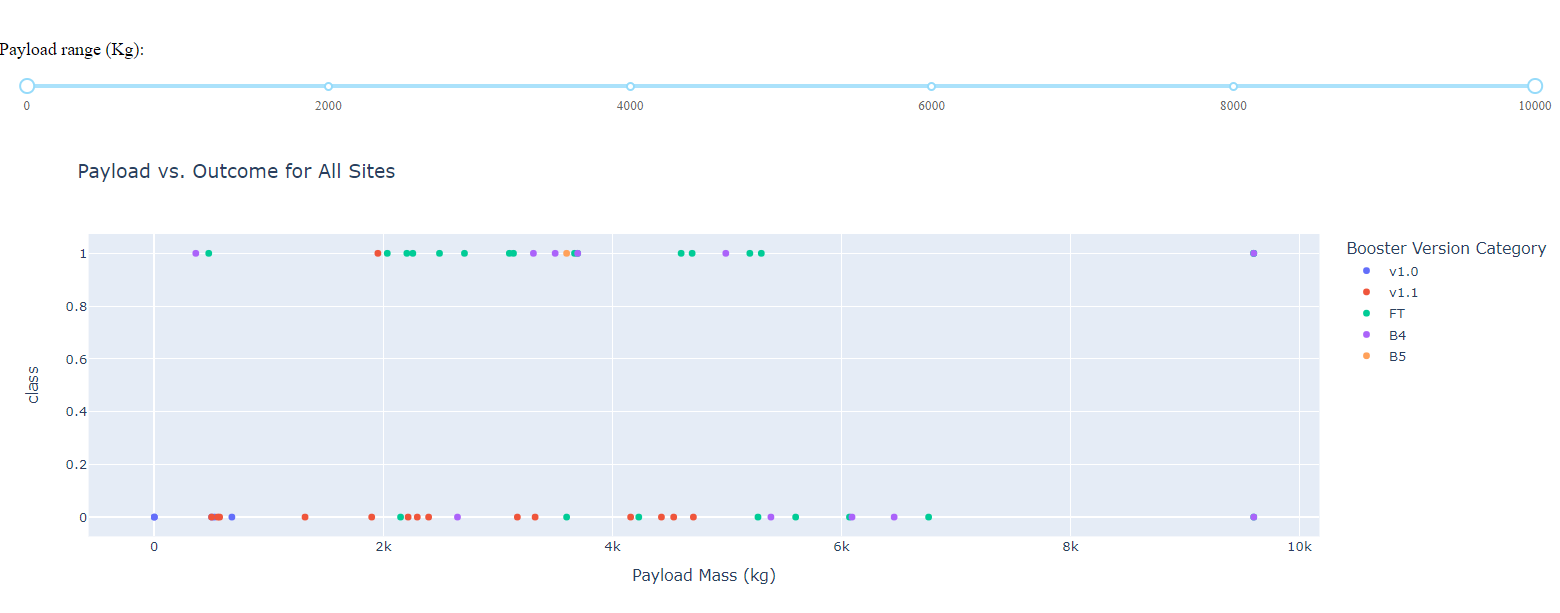 Payload range (Kg):
0 2000 4000 6000 8000 10000
Payload vs. Outcome for All Sites
Booster Version Category
v1.0
v1.1
FT
B4
B5
class
1
0.8
0.6
0.4
0.2
0
0 2k 4k 6k 8k 10k
Payload Mass (kg)